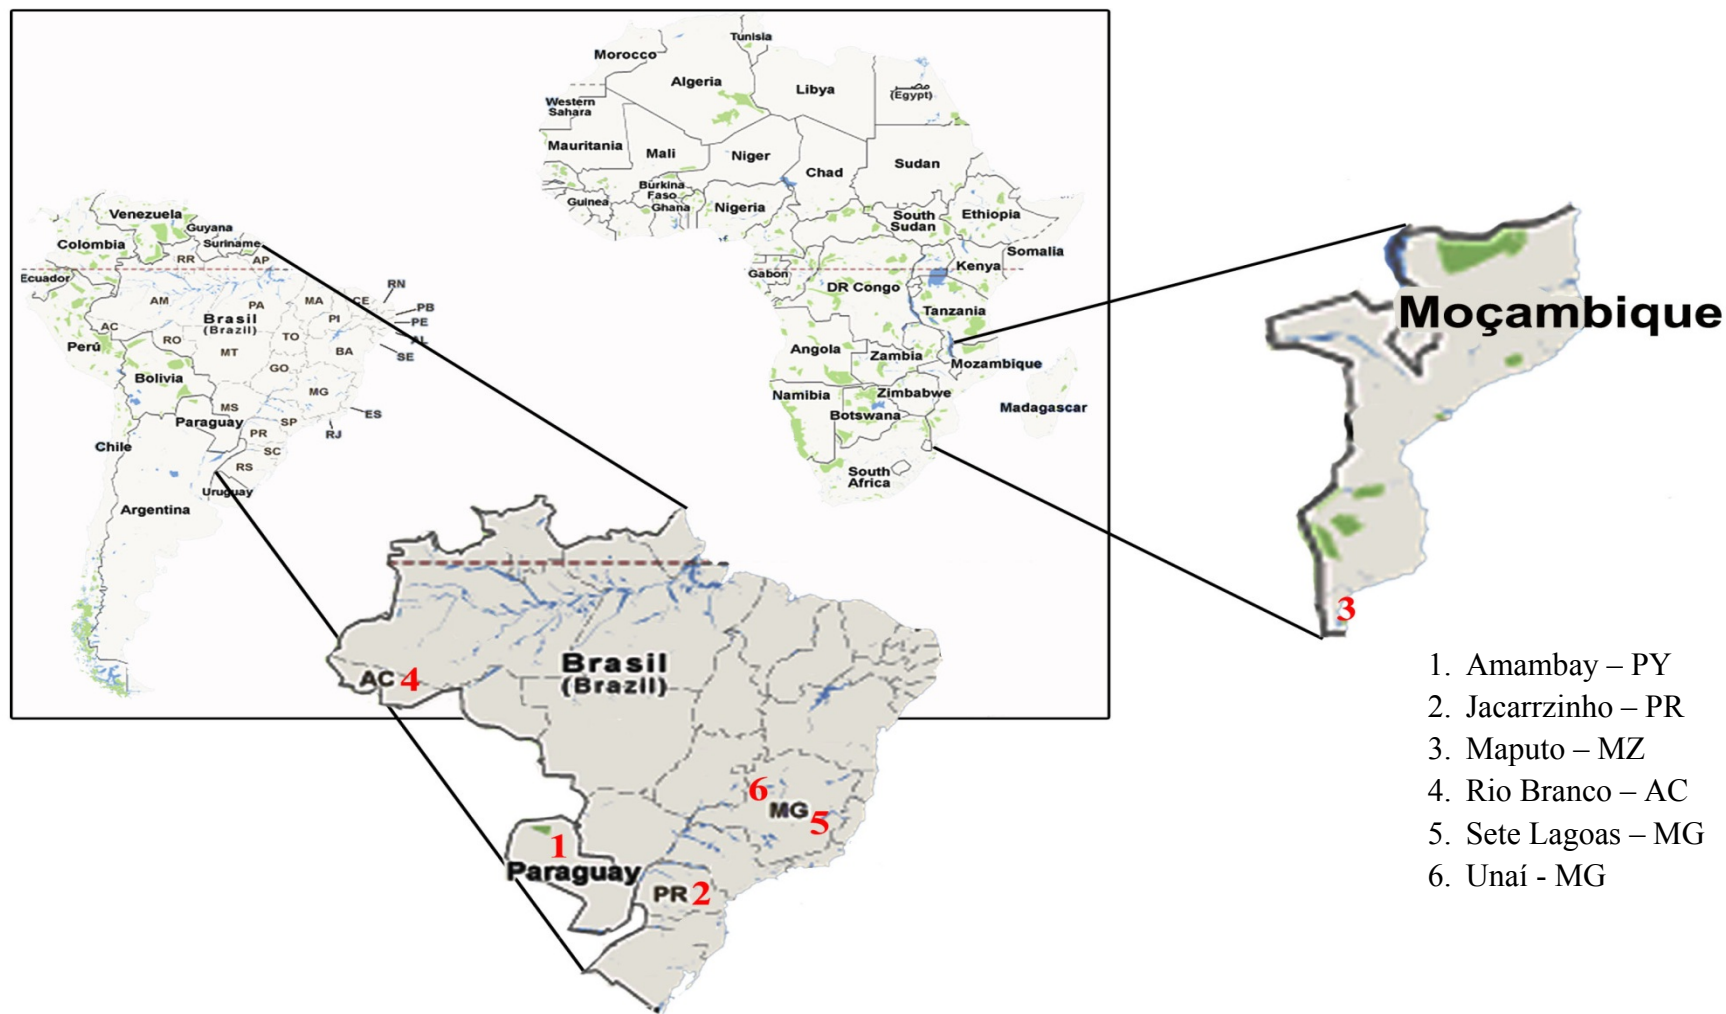 Morocco
Tunisia
Algeria
Libya
مصر
(Egypt)
Western
Sahara
Mauritania
Mali
Niger
Chad
Sudan
Burkina
Faso
Guinea
Ghana
Nigeria
South
Sudan
Ethiopia
Somalia
Gabon
Kenya
DR Congo
Tanzania
Angola
Zambia
Mozambique
Namibia
Zimbabwe
Botswana
Madagascar
South
Africa
Venezuela
Guyana
Colombia
Suriname
RR
AP
Ecuador
RN
AM
PA
MA
CE
PB
Brasil
(Brazil)
PI
PE
AC
TO
AL
Perú
RO
MT
BA
SE
GO
Bolivia
MG
MS
ES
Paraguay
SP
RJ
PR
Chile
SC
RS
Uruguay
Argentina
Brasil
(Brazil)
AC 4
6
MG
5
1
Paraguay
PR 2
Moçambique
3
1. Amambay – PY
2. Jacarrzinho – PR
3. Maputo – MZ
4. Rio Branco – AC
5. Sete Lagoas – MG
6. Unaí - MG